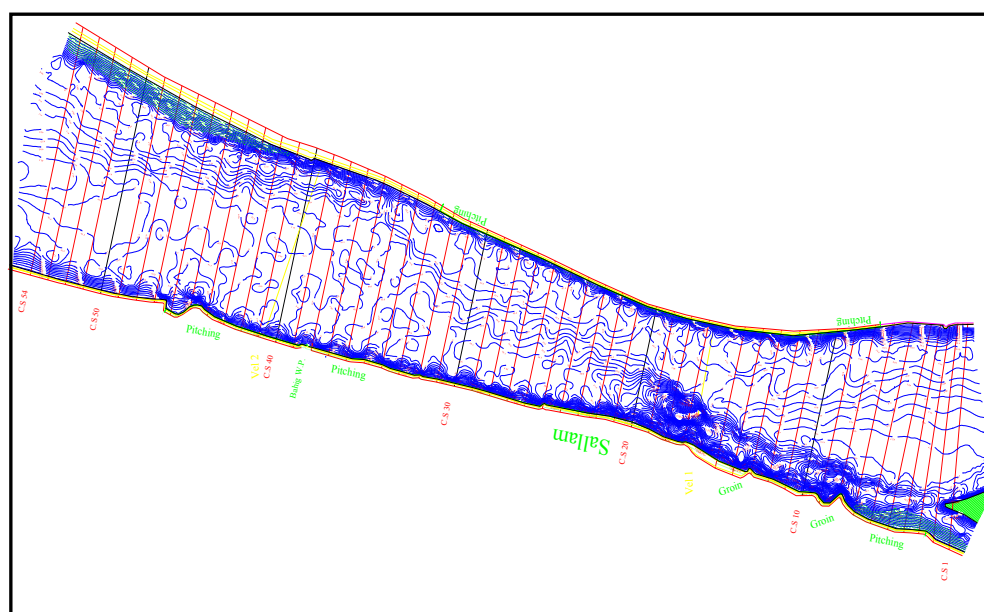 Pitching
Pitching
C.S 54
C.S 50
Pitching
Vel 2
C.S 40
Pitching
C.S 30
Sallam
C.S 20
Vel 1
Groin
C.S 10
Groin
Pitching
C.S 1